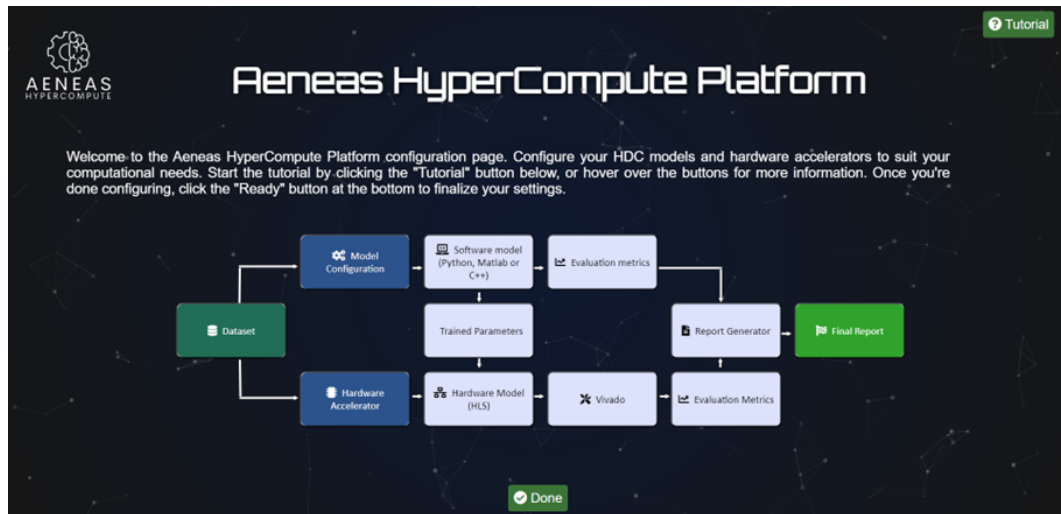 Tutorial
AENEAS
HYPERCOMPUTE
Aeneas HyperCompute Platform
Welcome to the Aeneas HyperCompute Platform configuration page. Configure your HDC models and hardware accelerators to suit your
computational needs. Start the tutorial by clicking the "Tutorial" button below, or hover over the buttons for more information. Once you're
done configuring, click the "Ready" button at the bottom to finalize your settings.
Model
Configuration
Software model
(Python, Matlab or
C++)
Evaluation metrics
Dataset
Trained Parameters
Report Generator
Final Report
Hardware
Accelerator
Hardware Model
(HLS)
Vivado
Evaluation Metrics
Done